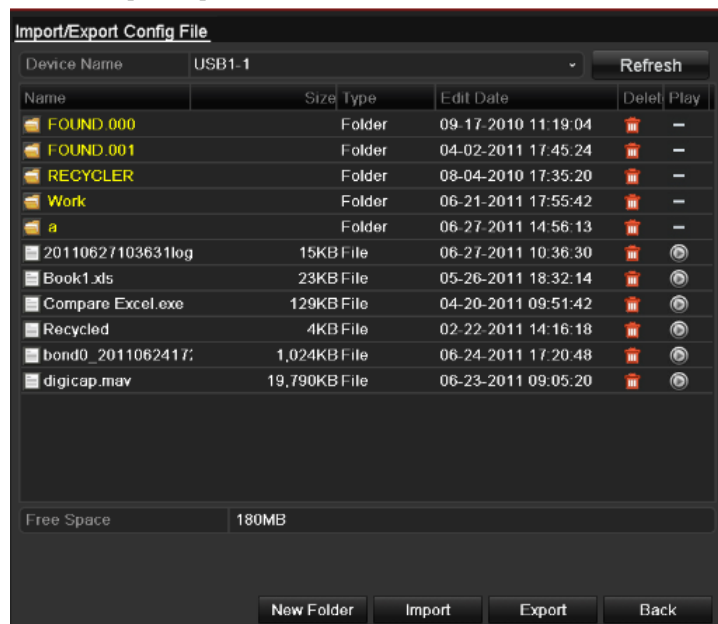 Import/Export Config File
Device Name USB1-1 Refresh
Name Size Type Edit Date Delet Play
FOUND.000 Folder 09-17-2010 11:19:04 –
FOUND.001 Folder 04-02-2011 17:45:24 –
RECYCLER Folder 08-04-2010 17:35:20 –
Work Folder 06-21-2011 17:55:42 –
a Folder 06-27-2011 14:56:13 –
20110627103631log 15KB File 06-27-2011 10:36:30
Book1.xls 23KB File 05-26-2011 18:32:14
Compare Excel.exe 129KB File 04-20-2011 09:51:42
Recycled 4KB File 02-22-2011 14:16:18
bond0_2011062417: 1,024KB File 06-24-2011 17:20:48
digicap.mav 19,790KB File 06-23-2011 09:05:20
Free Space 180MB
New Folder Import Export Back